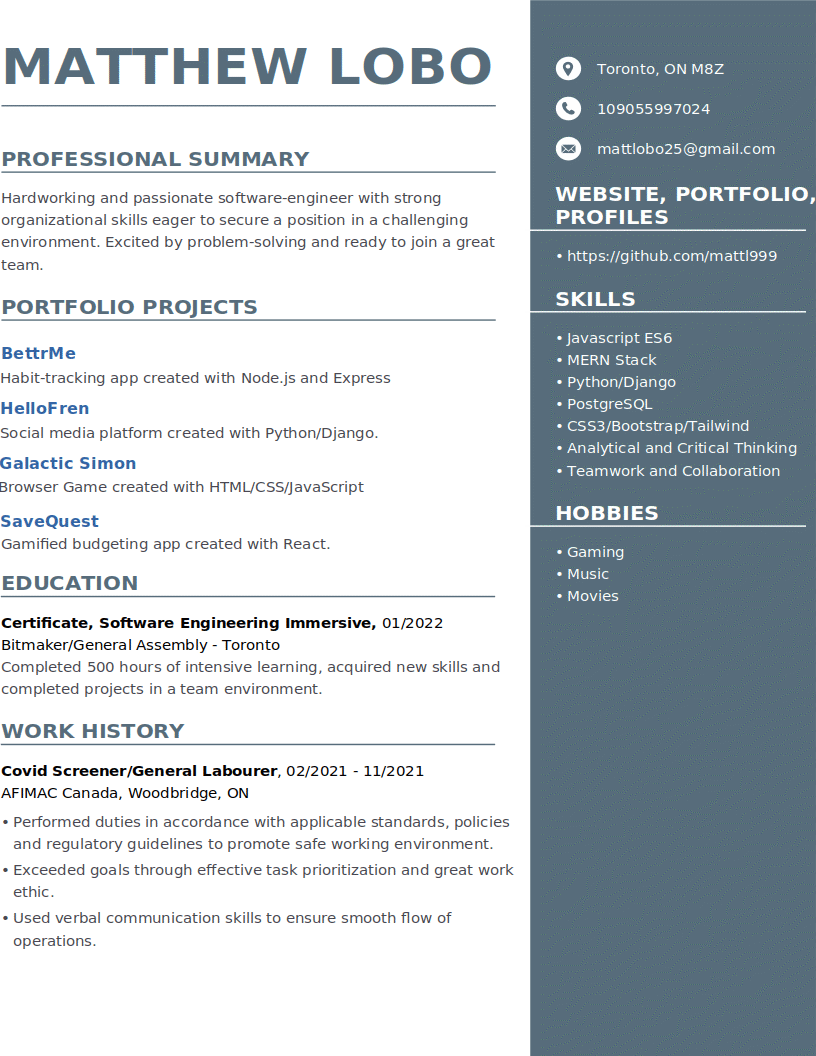 MATTHEW LOBO
PROFESSIONAL SUMMARY
Hardworking and passionate software-engineer with strong
organizational skills eager to secure a position in a challenging
environment. Excited by problem-solving and ready to join a great
team.
PORTFOLIO PROJECTS
BettrMe
Habit-tracking app created with Node.js and Express
HelloFren
Social media platform created with Python/Django.
Galactic Simon
Browser Game created with HTML/CSS/JavaScript
SaveQuest
Gamified budgeting app created with React.
EDUCATION
Certificate, Software Engineering Immersive, 01/2022
Bitmaker/General Assembly - Toronto
Completed 500 hours of intensive learning, acquired new skills and
completed projects in a team environment.
WORK HISTORY
Covid Screener/General Labourer, 02/2021 - 11/2021
AFIMAC Canada, Woodbridge, ON
• Performed duties in accordance with applicable standards, policies
and regulatory guidelines to promote safe working environment.
• Exceeded goals through effective task prioritization and great work
ethic.
• Used verbal communication skills to ensure smooth flow of
operations.
Toronto, ON M8Z
109055997024
mattlobo25@gmail.com
WEBSITE, PORTFOLIO,
PROFILES
• https://github.com/mattl999
SKILLS
• Javascript ES6
• MERN Stack
• Python/Django
• PostgreSQL
• CSS3/Bootstrap/Tailwind
• Analytical and Critical Thinking
• Teamwork and Collaboration
HOBBIES
• Gaming
• Music
• Movies